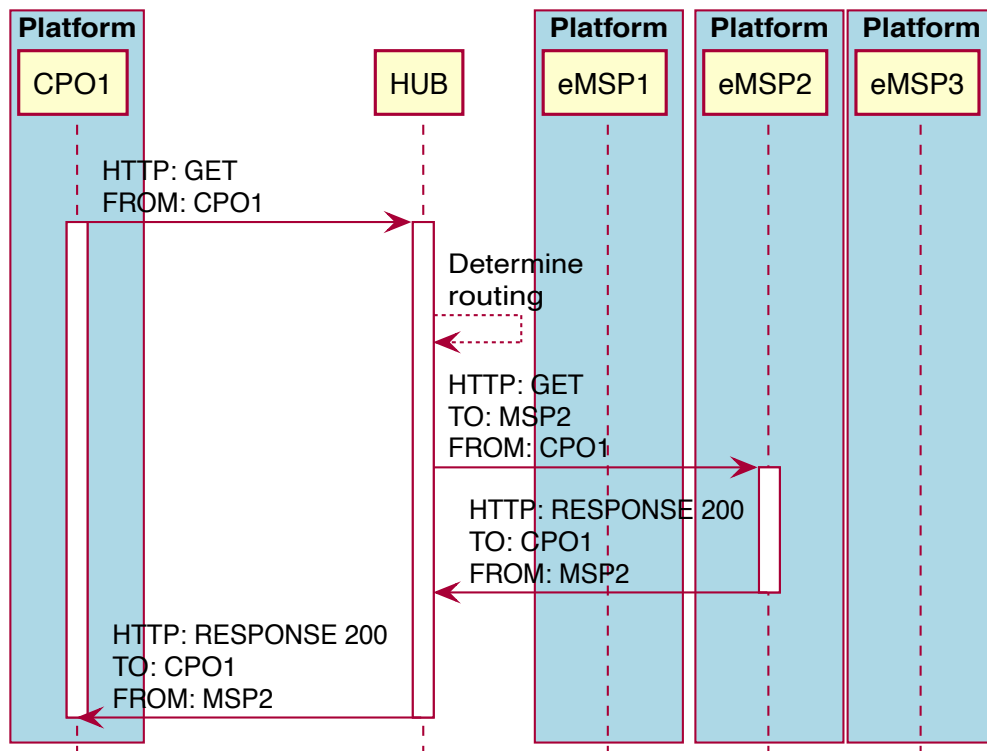 Platform
Platform
Platform
Platform
CPO1
HUB
eMSP1
eMSP2
eMSP3
HTTP: GET
FROM: CPO1
Determine
routing
HTTP: GET
TO: MSP2
FROM: CPO1
HTTP: RESPONSE 200
TO: CPO1
FROM: MSP2
HTTP: RESPONSE 200
TO: CPO1
FROM: MSP2